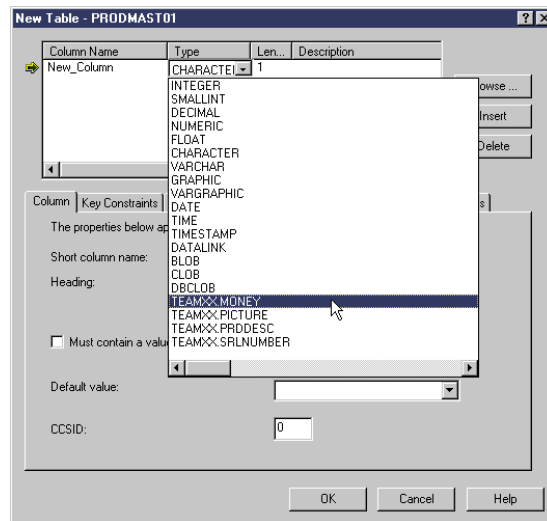 New Table - PRODMAST01
Column Name Type Len... Description
New_Column CHARACTE 1
INTEGER
SMALLINT
DECIMAL
NUMERIC
FLOAT
CHARACTER
VARCHAR
GRAPHIC
VARGRAPHIC
DATE
TIME
TIMESTAMP
DATALINK
BLOB
CLOB
DBCLOB
TEAMXX.MONEY
TEAMXX.PICTURE
TEAMXX.PRDDESC
TEAMXX.SRLNUMBER
owse ...
Insert
Delete
Column Key Constraints s
The properties below ap
Short column name:
Heading:
Must contain a valu
Default value:
CCSID: 0
OK Cancel Help